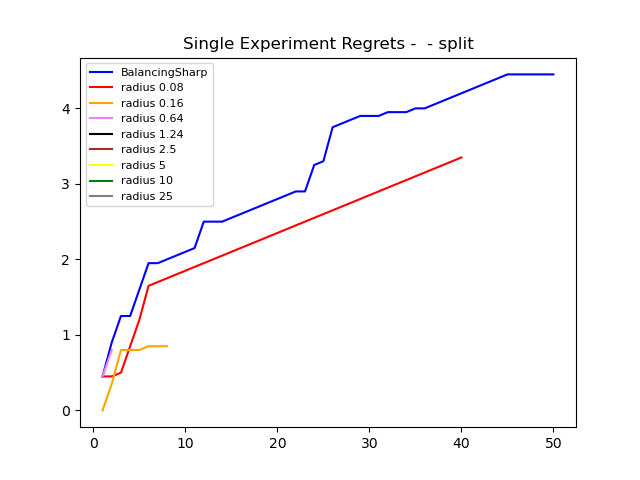 Single Experiment Regrets -  - split
BalancingSharp
radius 0.08
radius 0.16
radius 0.64
radius 1.24
radius 2.5
radius 5
radius 10
radius 25
4
3
2
1
0
0 10 20 30 40 50